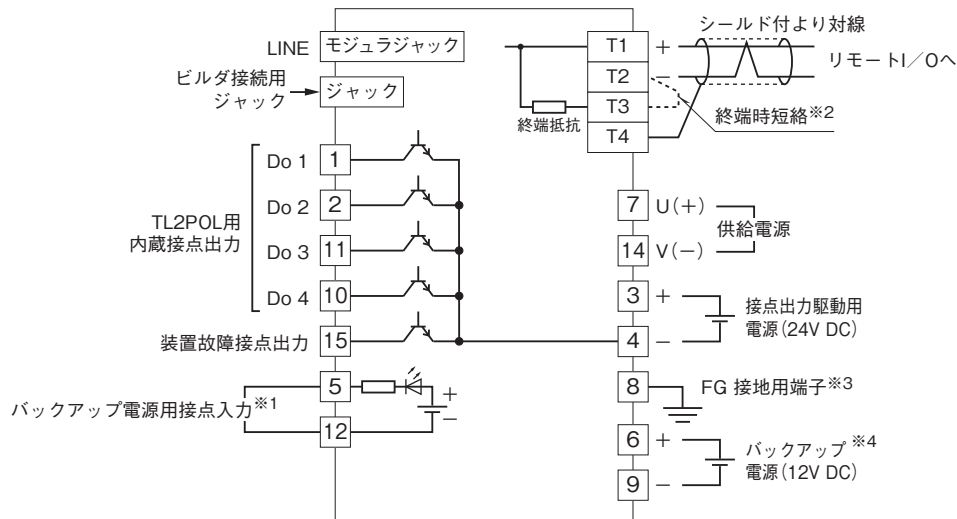 LINE
モジュラジャック
ビルダ接続用
ジャック
ジャック
T1
T2
T3
T4
+
−
シールド付より対線
リモートI／Oへ
終端抵抗
終端時短絡※2
TL2POL用
内蔵接点出力
Do 1
1
Do 2
2
Do 3
11
Do 4
10
装置故障接点出力
15
バックアップ電源用接点入力※1
5
12
+
−
7
U(＋)
14
V(－)
供給電源
3
+
4
−
接点出力駆動用
電源(24V DC)
8
FG 接地用端子※3
6
+
9
−
バックアップ ※4
電源(12V DC)